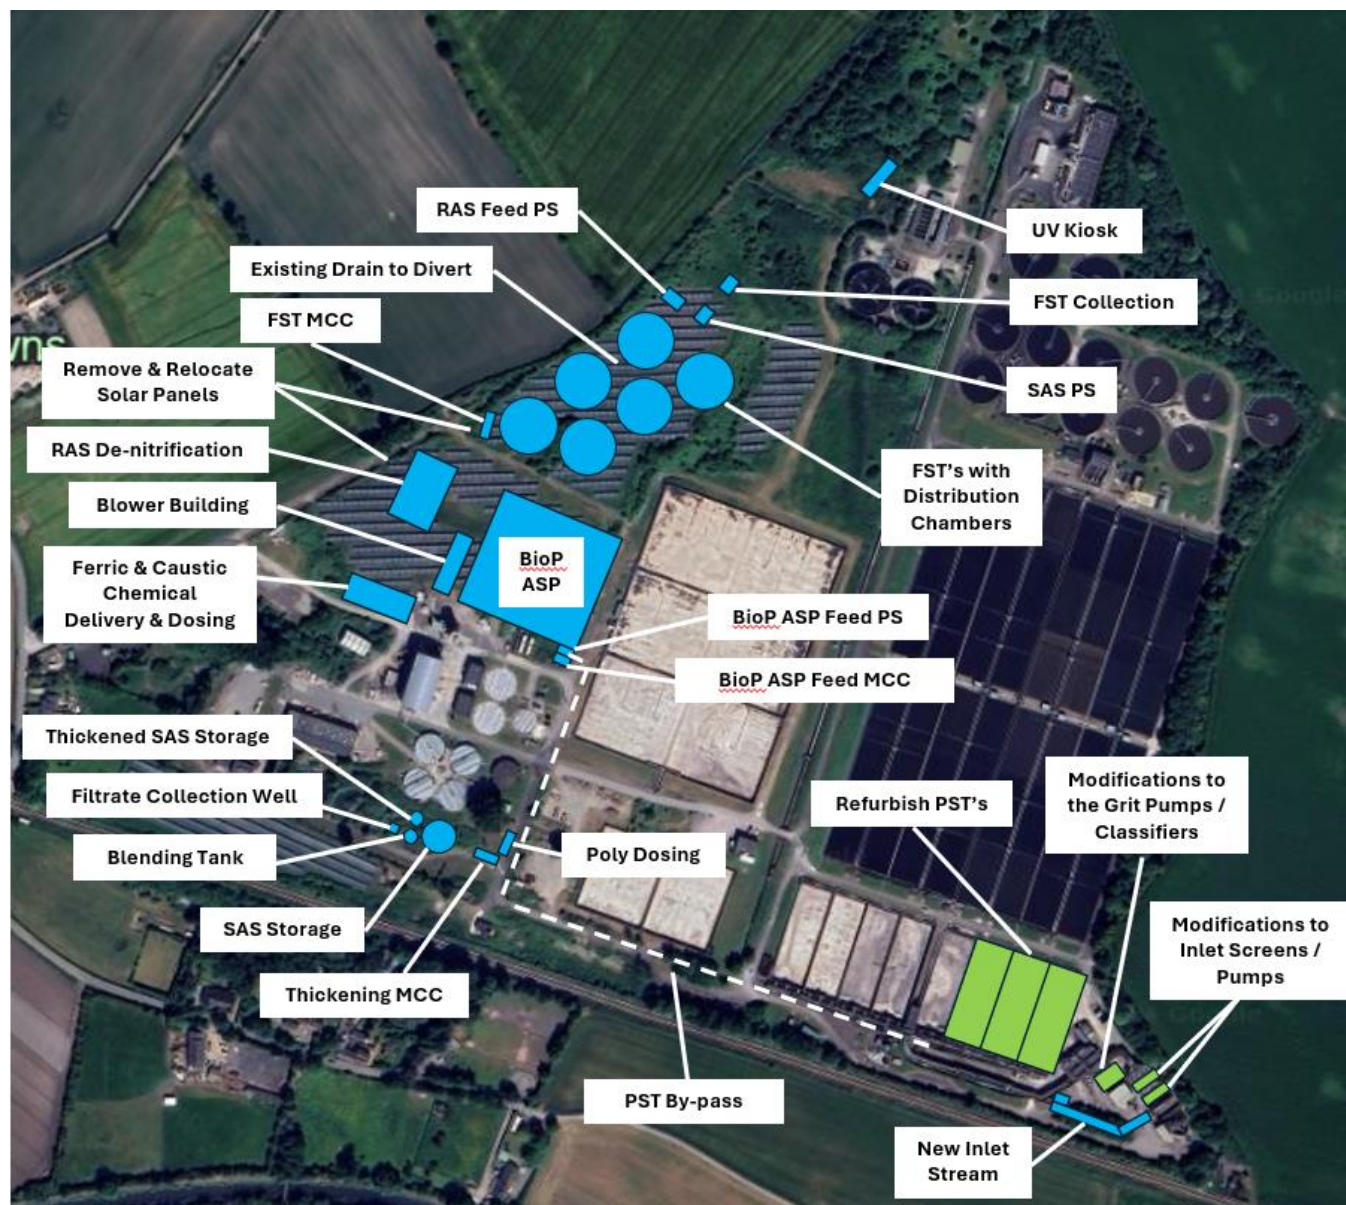 RAS Feed PS
UV Kiosk
Existing Drain to Divert
FST Collection
FST MCC
wns
Remove & Relocate
Solar Panels
SAS PS
RAS De-nitrification
FST's with
Distribution
Chambers
Blower Building
BioP
ASP
Ferric & Caustic
Chemical
Delivery & Dosing
BioP ASP Feed PS
BioP ASP Feed MCC
Thickened SAS Storage
Modifications to
the Grit Pumps /
Classifiers
Filtrate Collection Well
Refurbish PST's
Blending Tank
Poly Dosing
SAS Storage
Modifications to
Inlet Screens /
Pumps
Thickening MCC
PST By-pass
New Inlet
Stream